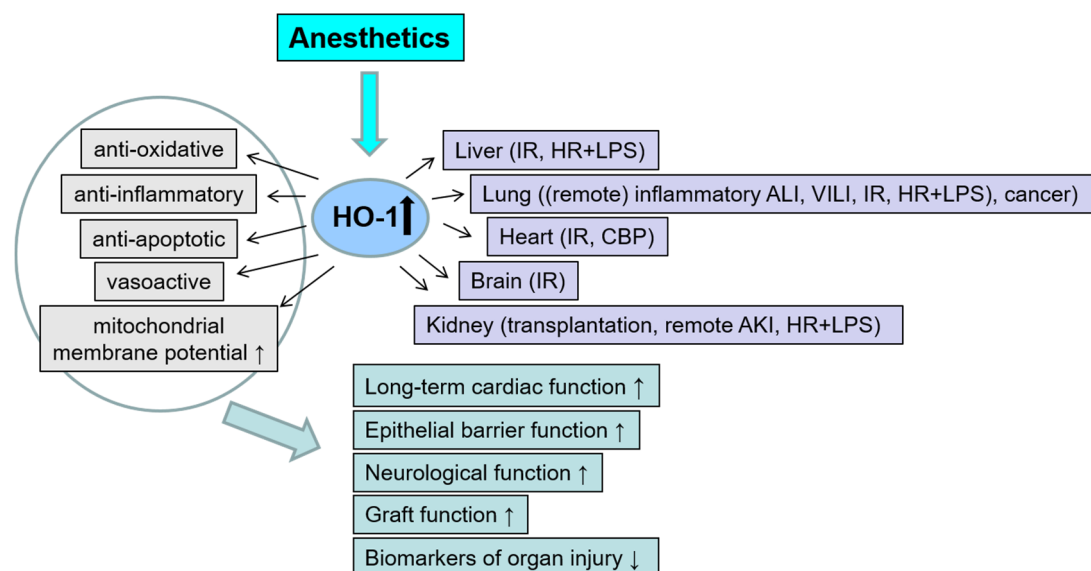 Anesthetics
HO-1
anti-oxidative
anti-inflammatory
anti-apoptotic
vasoactive
mitochondrial
membrane potential ↑
Liver (IR, HR+LPS)
Lung ((remote) inflammatory ALI, VILI, IR, HR+LPS), cancer)
Heart (IR, CBP)
Brain (IR)
Kidney (transplantation, remote AKI, HR+LPS)
Long-term cardiac function ↑
Epithelial barrier function ↑
Neurological function ↑
Graft function ↑
Biomarkers of organ injury ↓